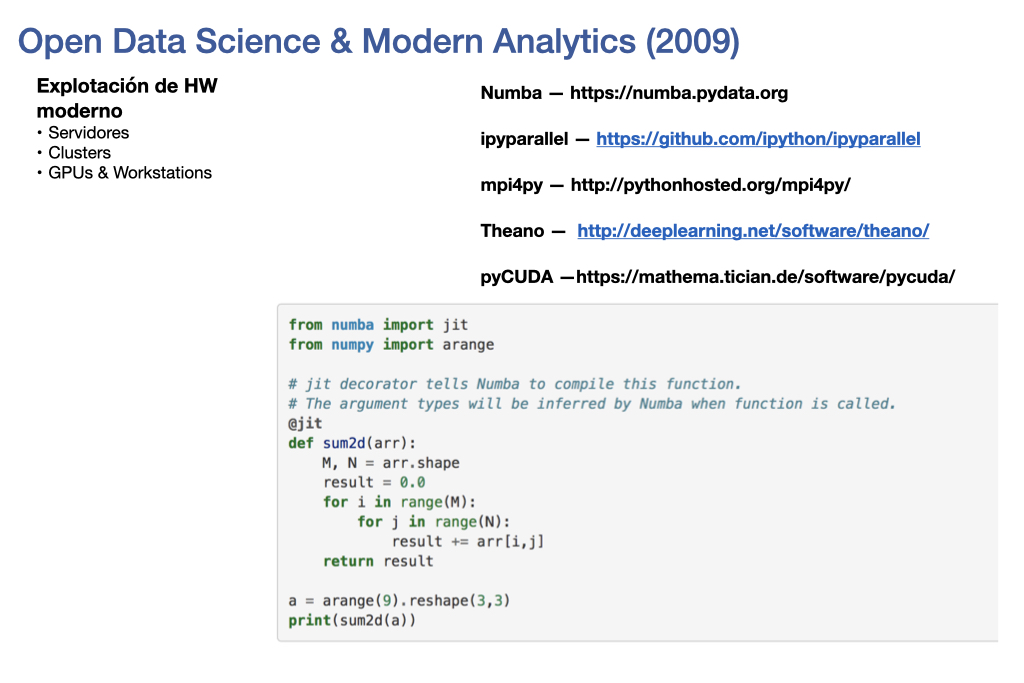 Open Data Science & Modern Analytics (2009)
Explotación de HW
moderno
• Servidores
• Clusters
• GPUs & Workstations
Numba — https://numba.pydata.org
ipyparallel — https://github.com/ipython/ipyparallel
mpi4py — http://pythonhosted.org/mpi4py/
Theano — http://deeplearning.net/software/theano/
pyCUDA —https://mathema.tician.de/software/pycuda/
from numba import jit
from numpy import arange

# jit decorator tells Numba to compile this function.
# The argument types will be inferred by Numba when function is called.
@jit
def sum2d(arr):
    M, N = arr.shape
    result = 0.0
    for i in range(M):
        for j in range(N):
            result += arr[i,j]
    return result

a = arange(9).reshape(3,3)
print(sum2d(a))